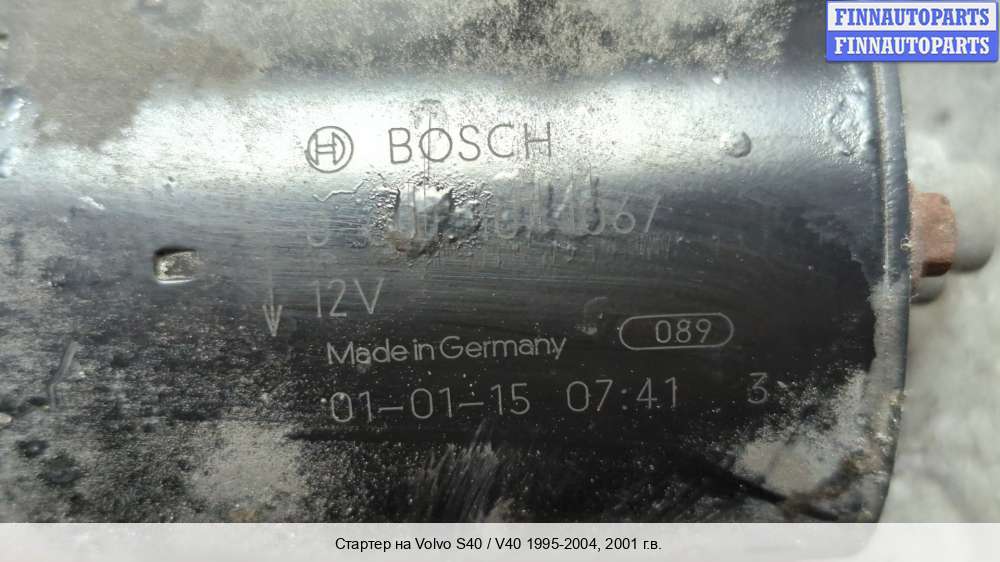 FINNAUTOPARTS
FINNAUTOPARTS
BOSCH
12V
089
Made in Germany
01-01-15 07:41 3
Стартер на Volvo S40 / V40 1995-2004, 2001 г.в.